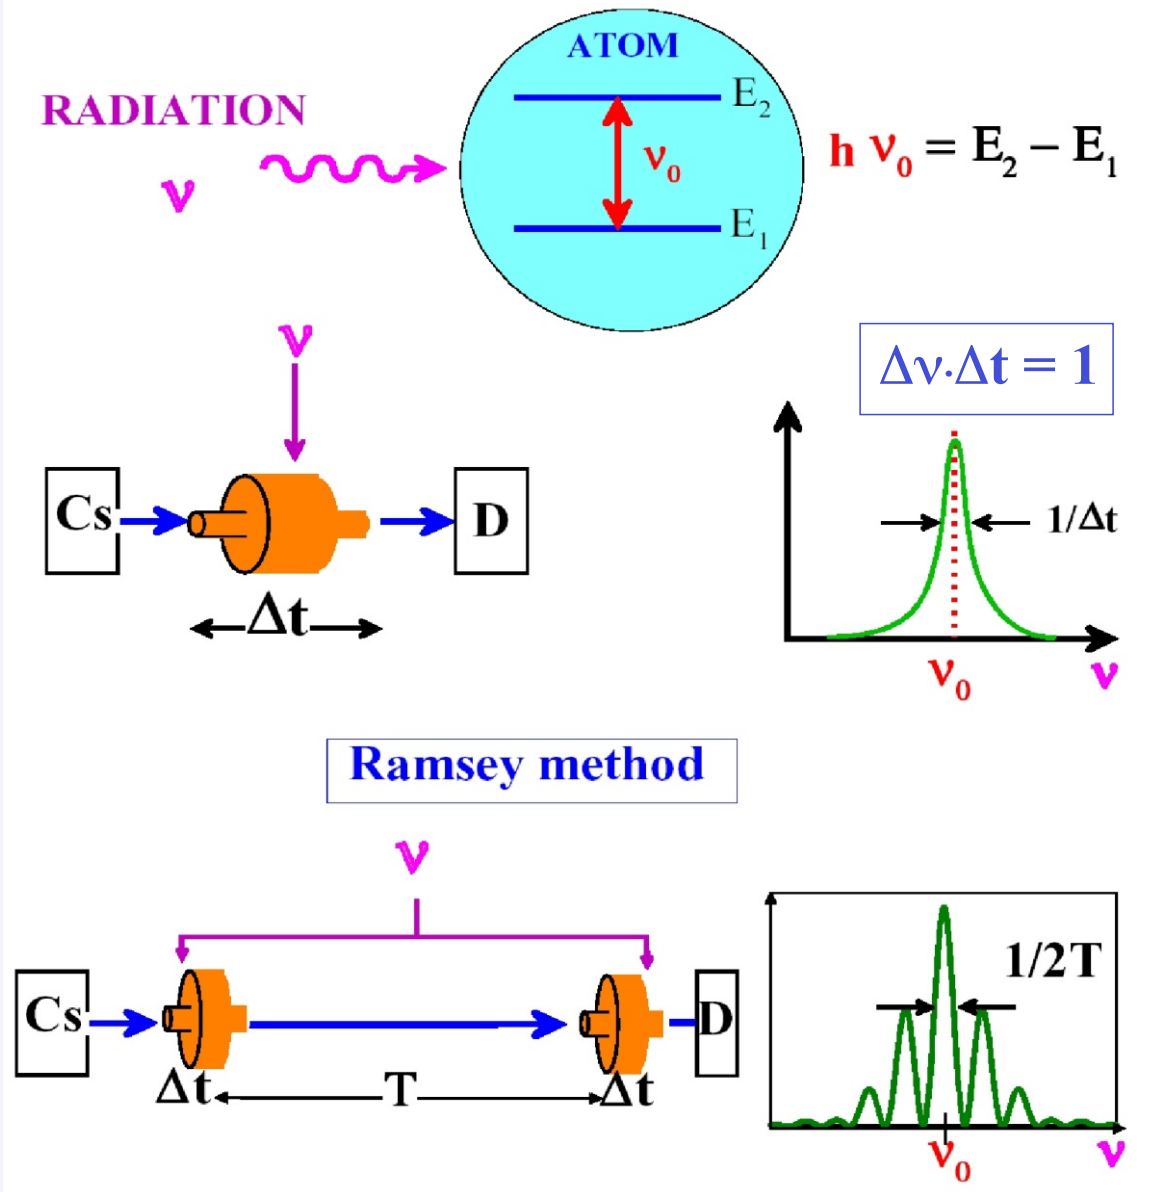 ATOM
RADIATION
ν
E₂
ν₀
E₁
h ν₀ = E₂ − E₁
ν
Δν·Δt = 1
Cs
D
Δt
1/Δt
ν₀
ν
Ramsey method
ν
Cs
D
Δt
T
Δt
1/2T
ν₀
ν